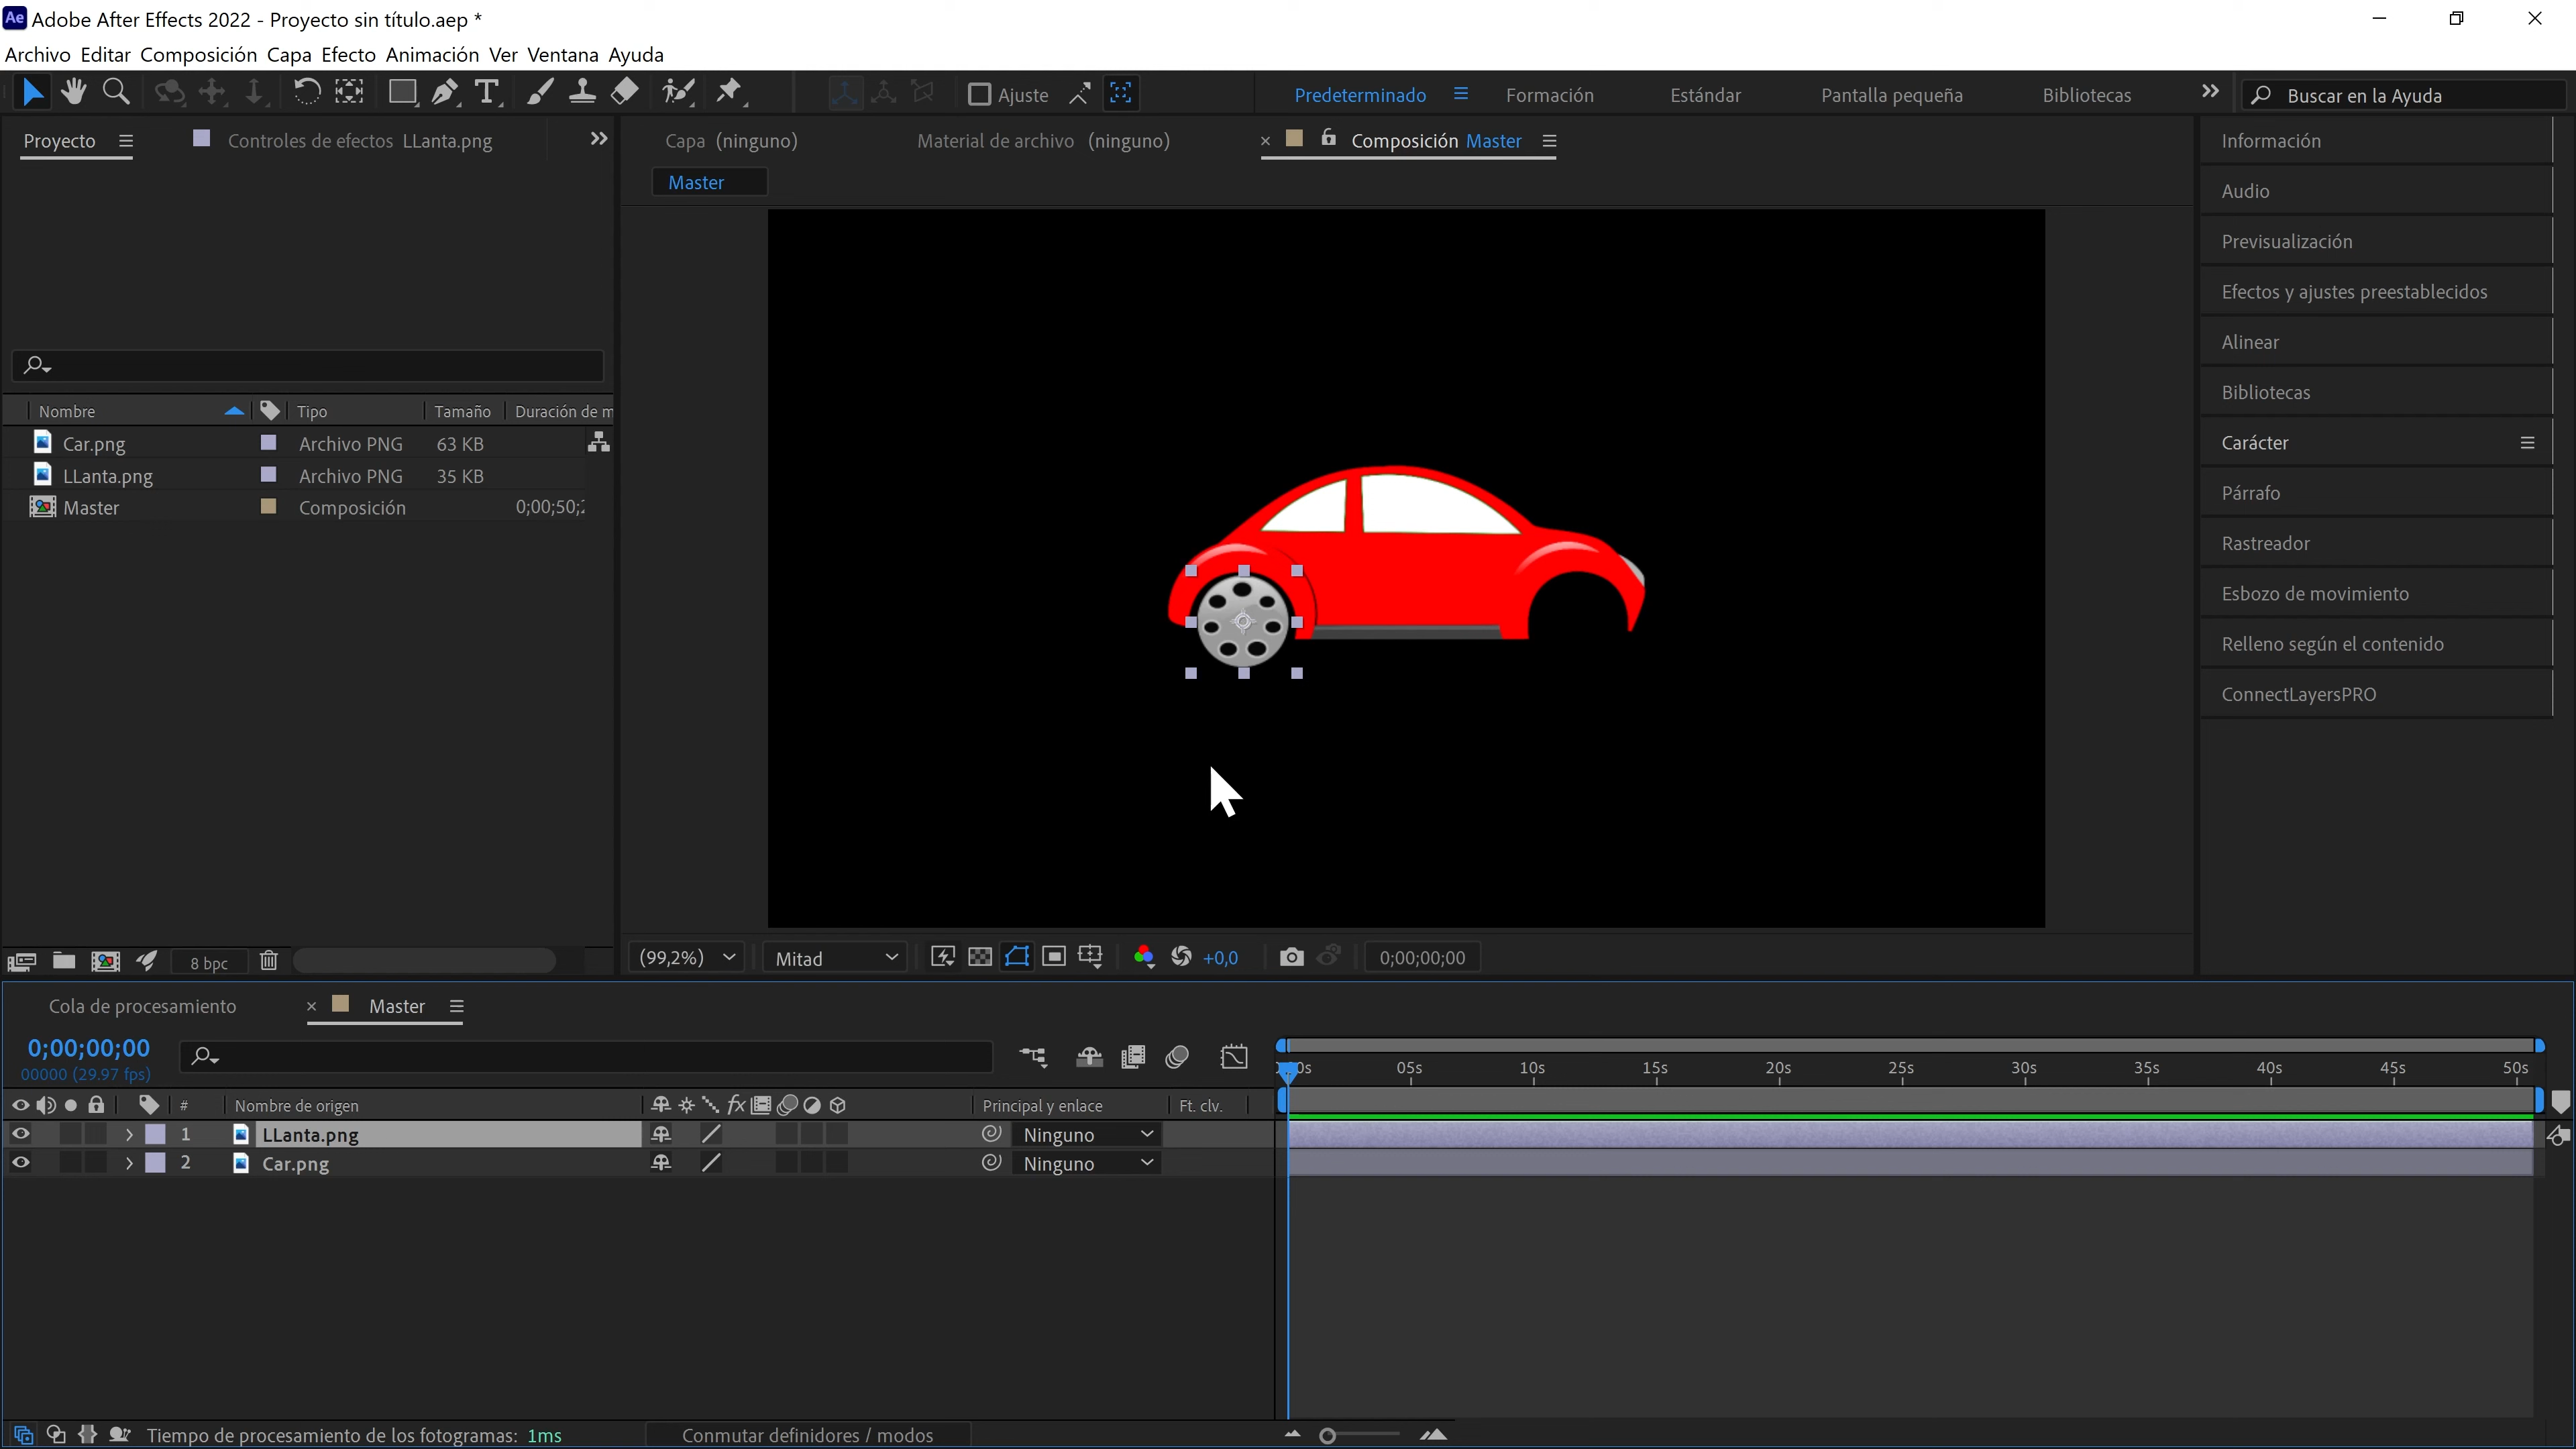 Ae Adobe After Effects 2022 - Proyecto sin título.aep *
Archivo Editar Composición Capa Efecto Animación Ver Ventana Ayuda
Ajuste Predeterminado Formación Estándar Pantalla pequeña Bibliotecas Buscar en la Ayuda
Proyecto Controles de efectos LLanta.png
Capa (ninguno) Material de archivo (ninguno) Composición Master
Master
Nombre Tipo Tamaño Duración de m
Car.png Archivo PNG 63 KB
LLanta.png Archivo PNG 35 KB
Master Composición 0;00;50;
8 bpc
(99,2%) Mitad +0,0 0;00;00;00
Información
Audio
Previsualización
Efectos y ajustes preestablecidos
Alinear
Bibliotecas
Carácter
Párrafo
Rastreador
Esbozo de movimiento
Relleno según el contenido
ConnectLayersPRO
Cola de procesamiento Master
0;00;00;00
00000 (29.97 fps)
05s 10s 15s 20s 25s 30s 35s 40s 45s 50s
# Nombre de origen fx Principal y enlace Ft. clv.
1 LLanta.png Ninguno
2 Car.png Ninguno
Tiempo de procesamiento de los fotogramas: 1ms Conmutar definidores / modos